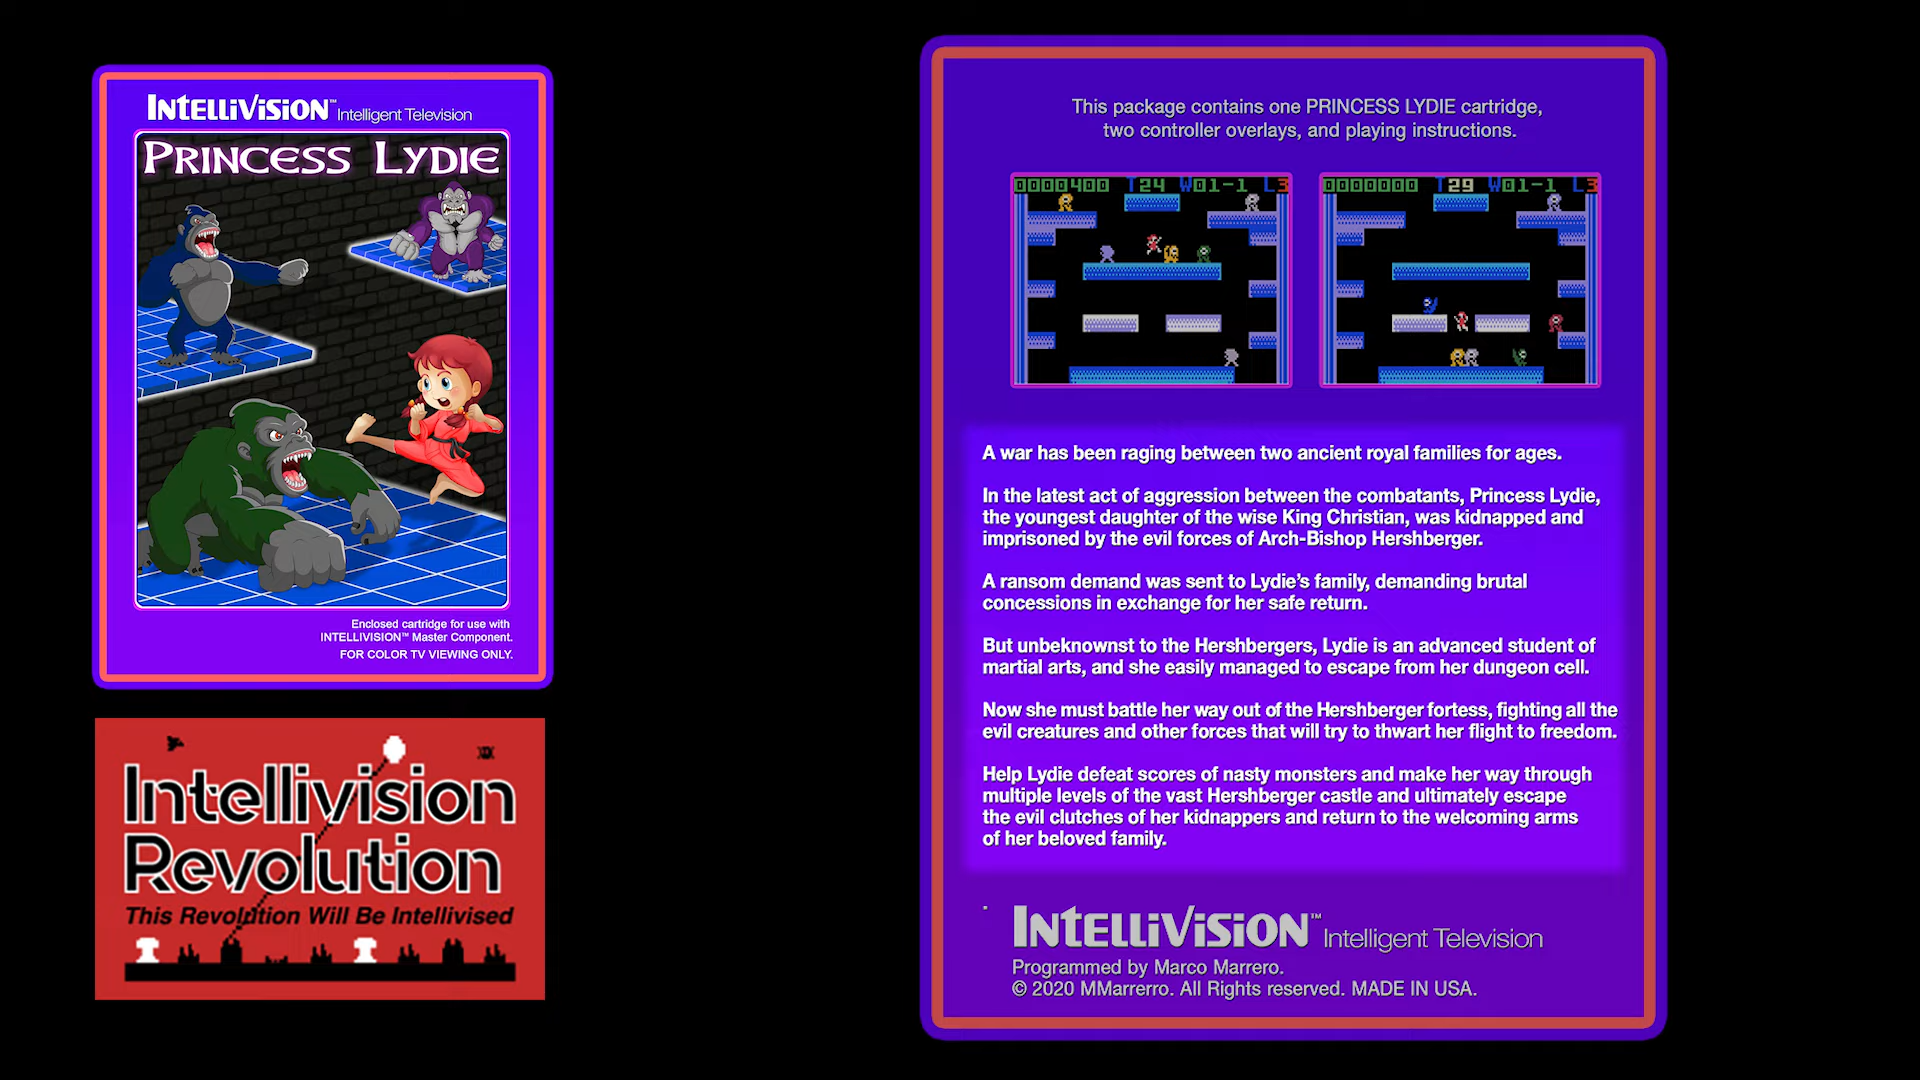 INTELLIVISION™ Intelligent Television
PRINCESS LYDIE
Enclosed cartridge for use with
INTELLIVISION™ Master Component.
FOR COLOR TV VIEWING ONLY.
Intellivision
Revolution
This Revolution Will Be Intellivised
This package contains one PRINCESS LYDIE cartridge,
two controller overlays, and playing instructions.
0000400 T24 W01-1 L3
0000000 T29 W01-1 L3
A war has been raging between two ancient royal families for ages.
In the latest act of aggression between the combatants, Princess Lydie,
the youngest daughter of the wise King Christian, was kidnapped and
imprisoned by the evil forces of Arch-Bishop Hershberger.
A ransom demand was sent to Lydie's family, demanding brutal
concessions in exchange for her safe return.
But unbeknownst to the Hershbergers, Lydie is an advanced student of
martial arts, and she easily managed to escape from her dungeon cell.
Now she must battle her way out of the Hershberger fortess, fighting all the
evil creatures and other forces that will try to thwart her flight to freedom.
Help Lydie defeat scores of nasty monsters and make her way through
multiple levels of the vast Hershberger castle and ultimately escape
the evil clutches of her kidnappers and return to the welcoming arms
of her beloved family.
INTELLIVISION™ Intelligent Television
Programmed by Marco Marrero.
© 2020 MMarrerro. All Rights reserved. MADE IN USA.